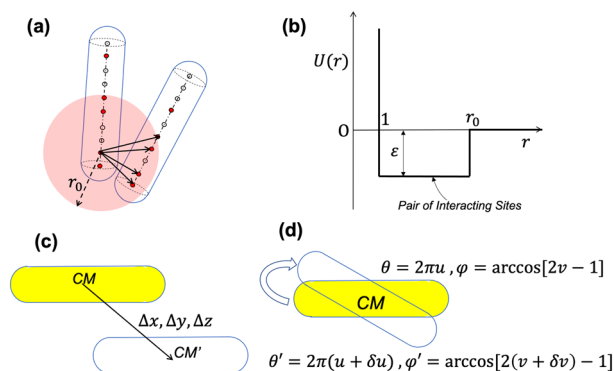 (a)
r₀
(b)
U(r)
1
r₀
O
r
ε
Pair of Interacting Sites
(c)
CM
Δx, Δy, Δz
CM'
(d)
θ = 2πu , φ = arccos[2v − 1]
CM
θ′ = 2π(u + δu) , φ′ = arccos[2(v + δv) − 1]